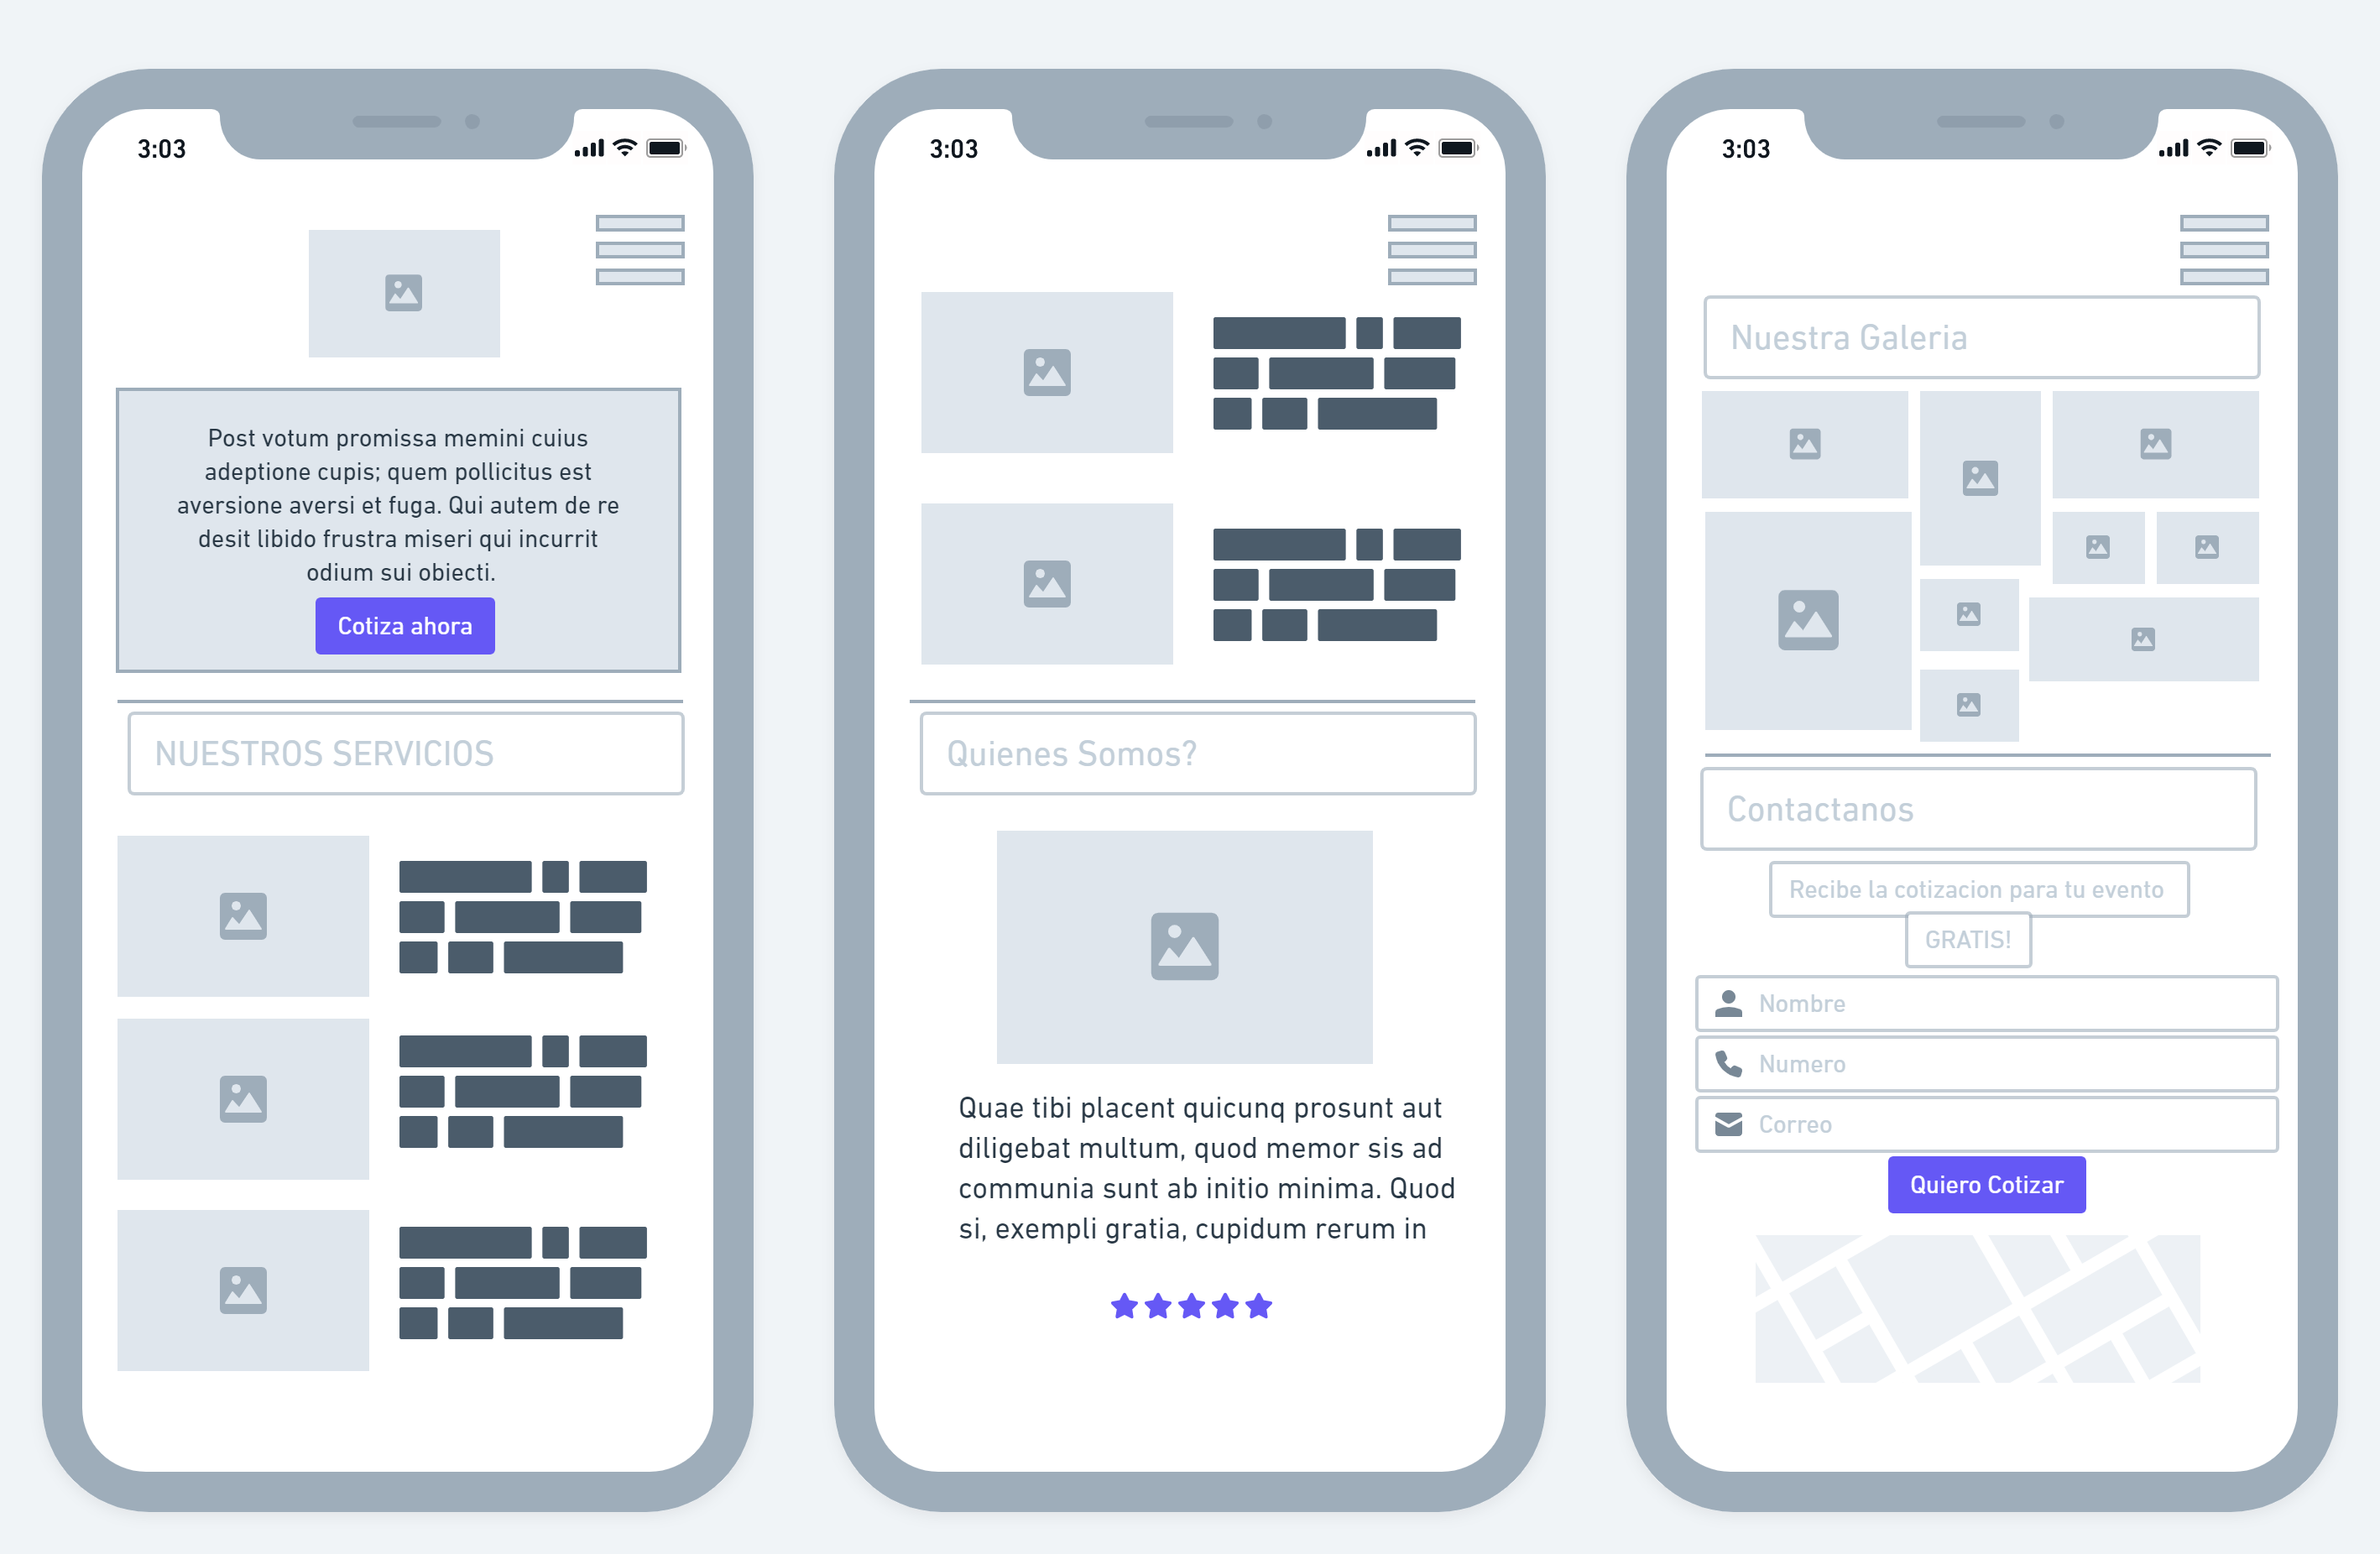 3:03
Post votum promissa memini cuius
adeptione cupis; quem pollicitus est
aversione aversi et fuga. Qui autem de re
desit libido frustra miseri qui incurrit
odium sui obiecti.
Cotiza ahora
NUESTROS SERVICIOS
3:03
Quienes Somos?
Quae tibi placent quicunq prosunt aut
diligebat multum, quod memor sis ad
communia sunt ab initio minima. Quod
si, exempli gratia, cupidum rerum in
3:03
Nuestra Galeria
Contactanos
Recibe la cotizacion para tu evento
GRATIS!
Nombre
Numero
Correo
Quiero Cotizar